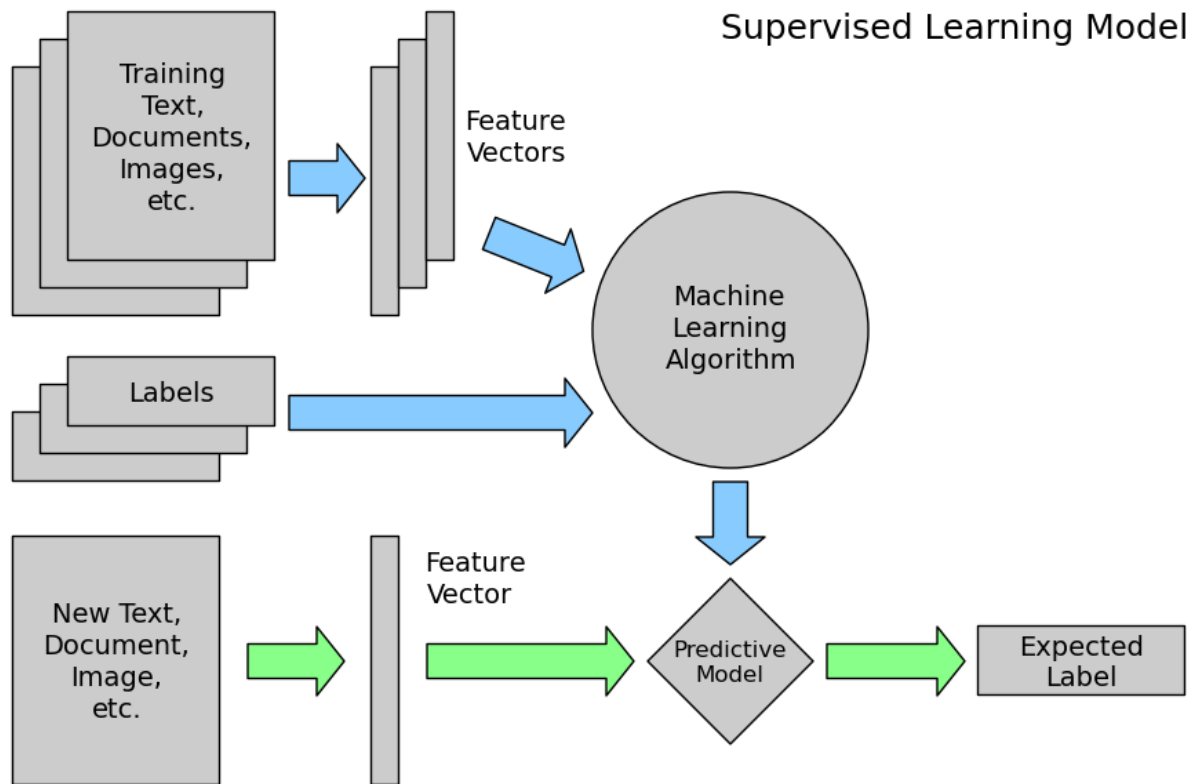 Supervised Learning Model
Training
Text,
Documents,
Images,
etc.
Feature
Vectors
Machine
Learning
Algorithm
Labels
New Text,
Document,
Image,
etc.
Feature
Vector
Predictive
Model
Expected
Label